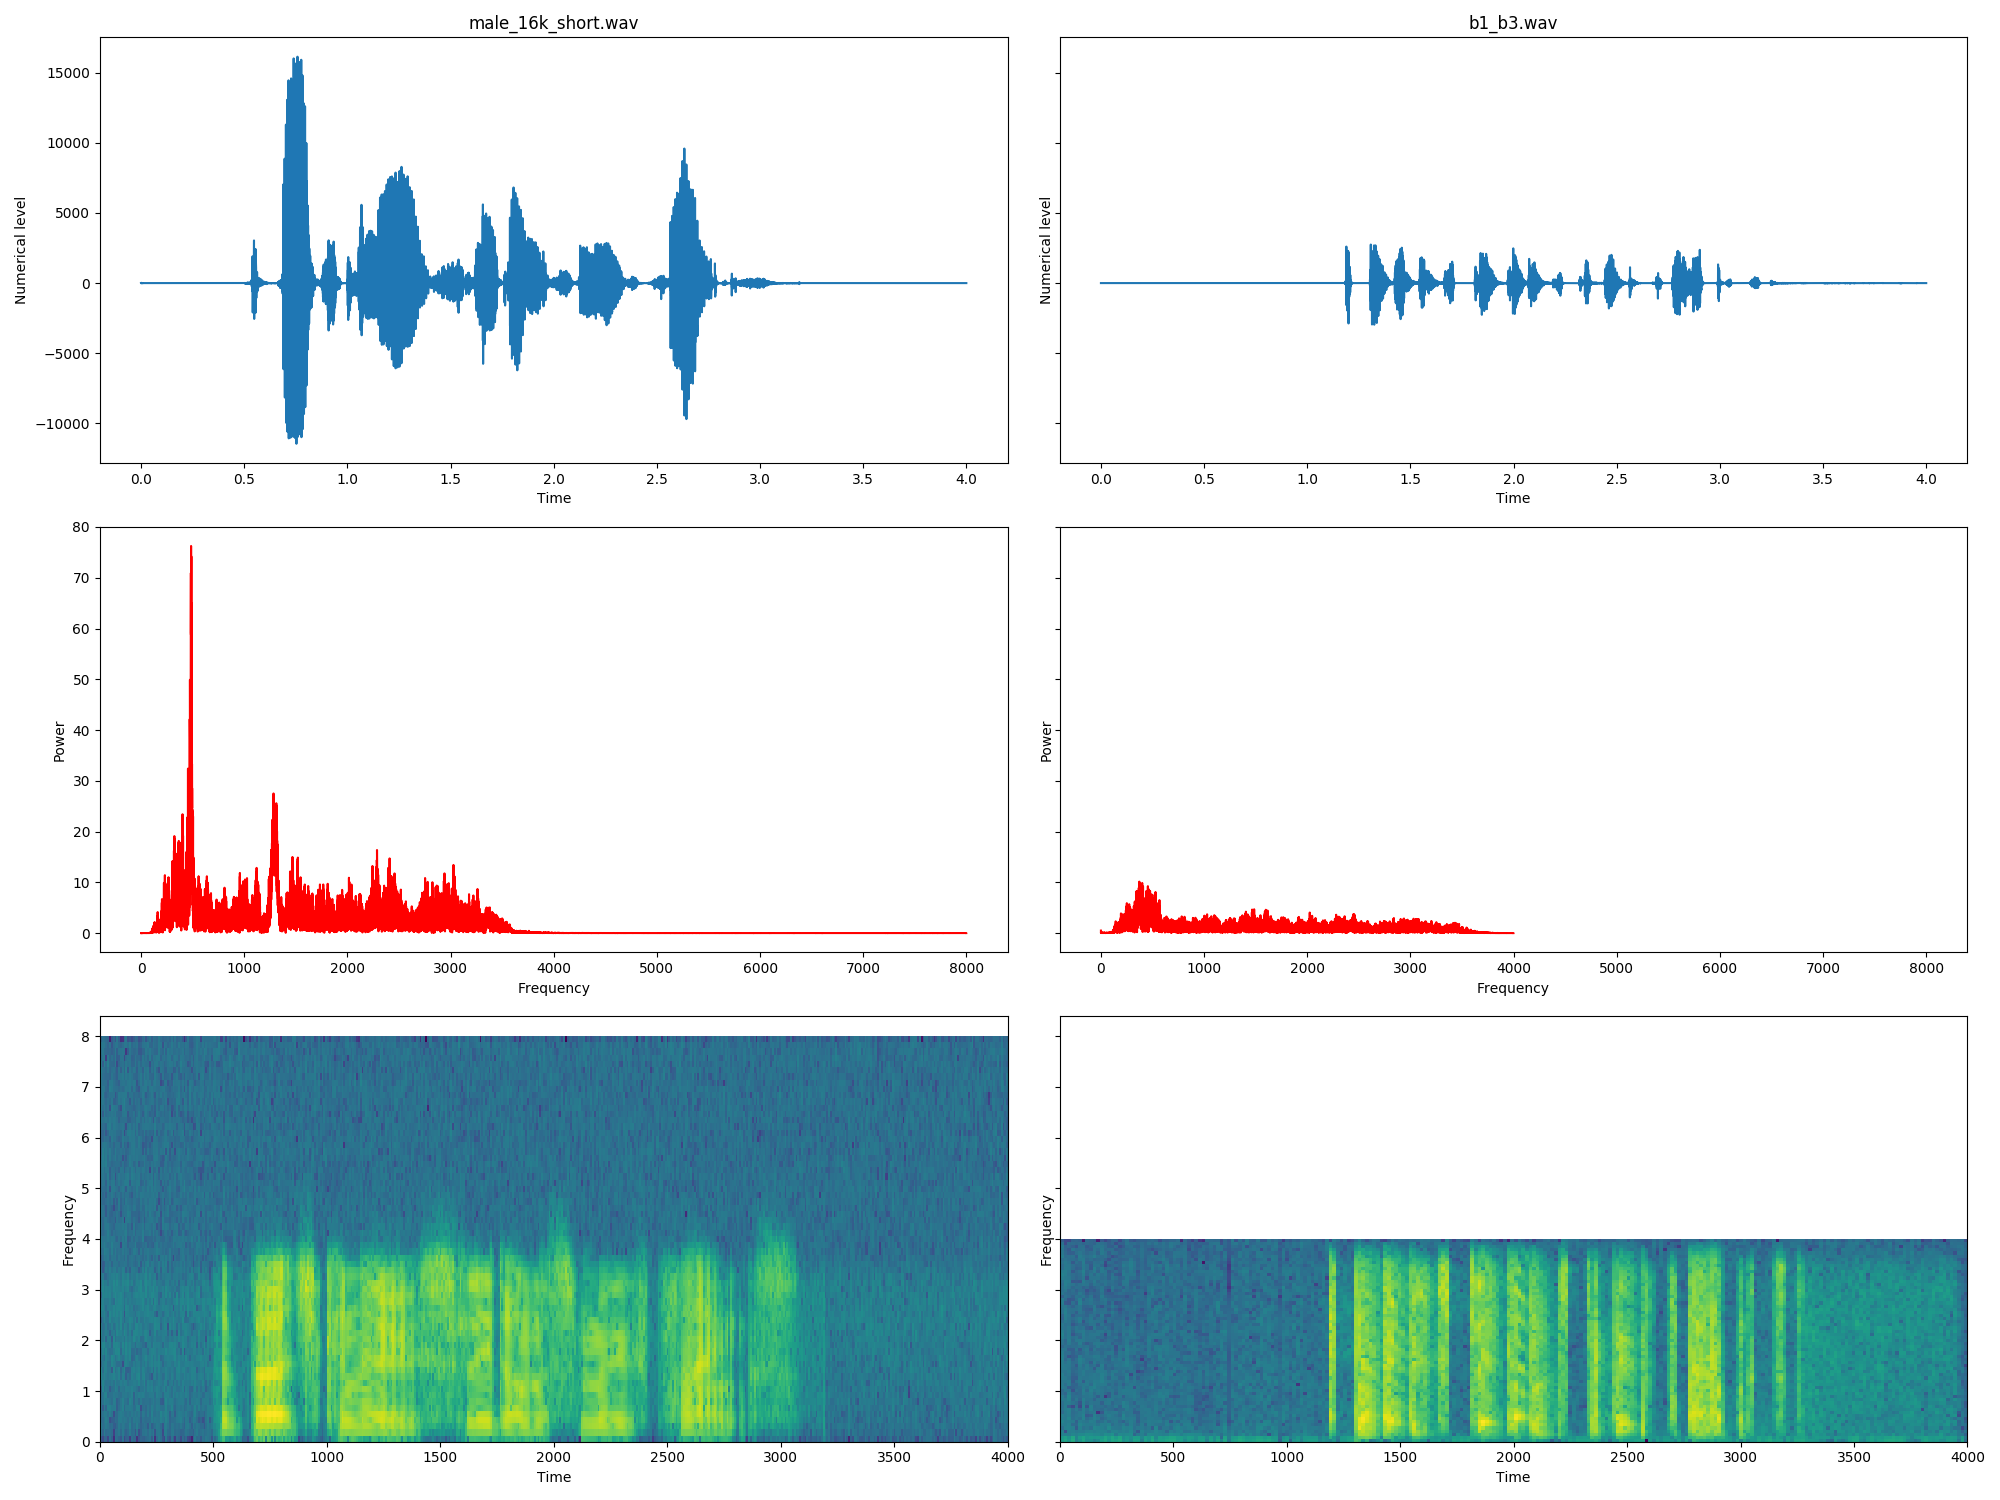 male_16k_short.wav
b1_b3.wav
Numerical level
15000
10000
5000
0
−5000
−10000
0.0 0.5 1.0 1.5 2.0 2.5 3.0 3.5 4.0
Time
Numerical level
0.0 0.5 1.0 1.5 2.0 2.5 3.0 3.5 4.0
Time
Power
80
70
60
50
40
30
20
10
0
0 1000 2000 3000 4000 5000 6000 7000 8000
Frequency
Power
0 1000 2000 3000 4000 5000 6000 7000 8000
Frequency
Frequency
8
7
6
5
4
3
2
1
0
0 500 1000 1500 2000 2500 3000 3500 4000
Time
Frequency
0 500 1000 1500 2000 2500 3000 3500 4000
Time